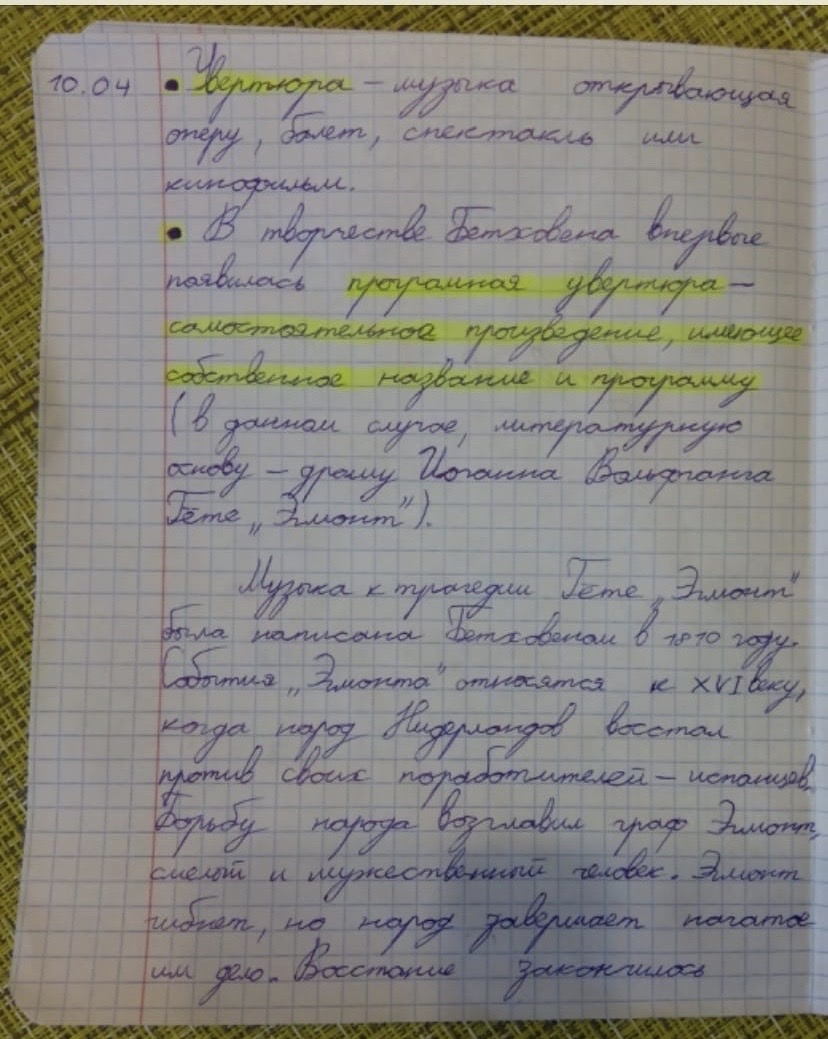 10.04 • Увертюра – музыка открывающая
оперу, балет, спектакль или
кинофильм.
• В творчестве Бетховена впервые
появилась програмная увертюра –
самостоятельное произведение, имеющее
собственное название и программу
(в данном случае, литературную
основу – драму Иоганна Вольфганга
Гёте „Эгмонт").
Музыка к трагедии Гёте „Эгмонт"
была написана Бетховеном в 1810 году.
События „Эгмонта" относятся к XVI веку,
когда народ Нидерландов восстал
против своих поработителей – испанцев.
Борьбу народа возглавил граф Эгмонт,
смелый и мужественный человек. Эгмонт
гибнет, но народ завершает начатое
им дело. Восстание закончилось